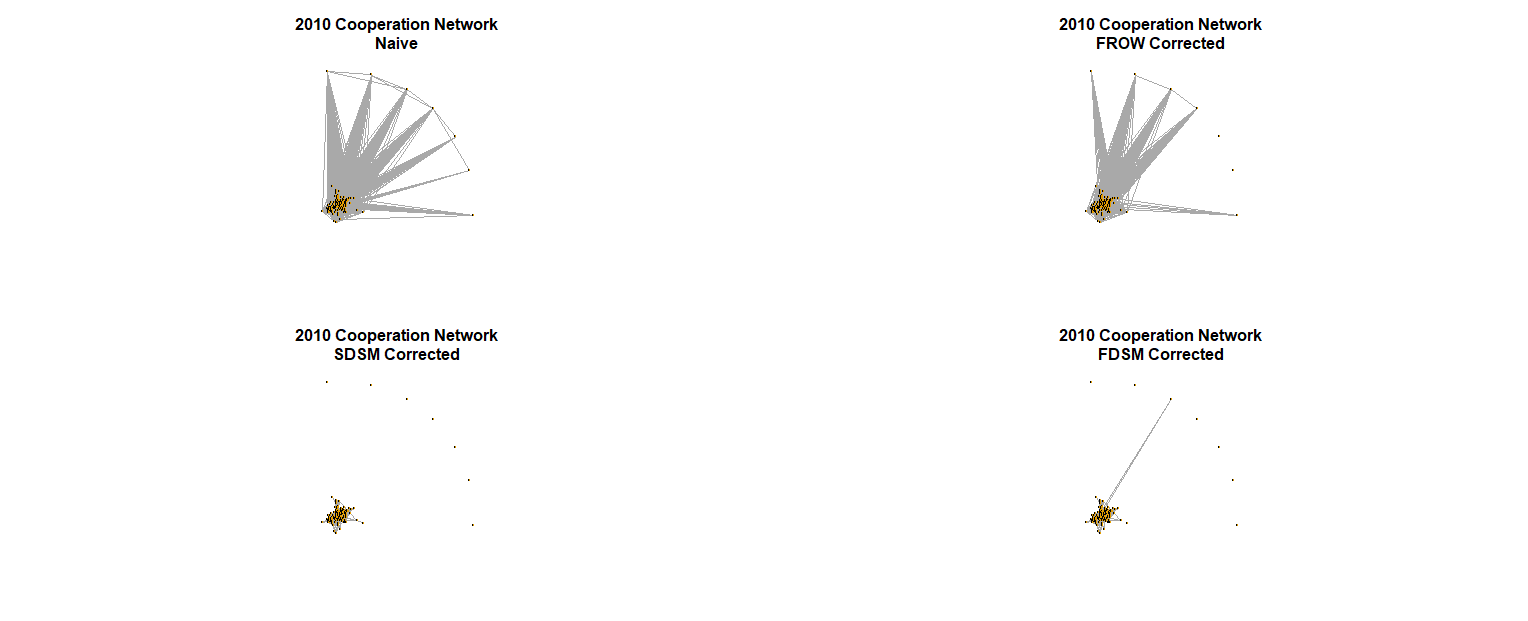 2010 Cooperation Network
Naive
2010 Cooperation Network
FROW Corrected
2010 Cooperation Network
SDSM Corrected
2010 Cooperation Network
FDSM Corrected